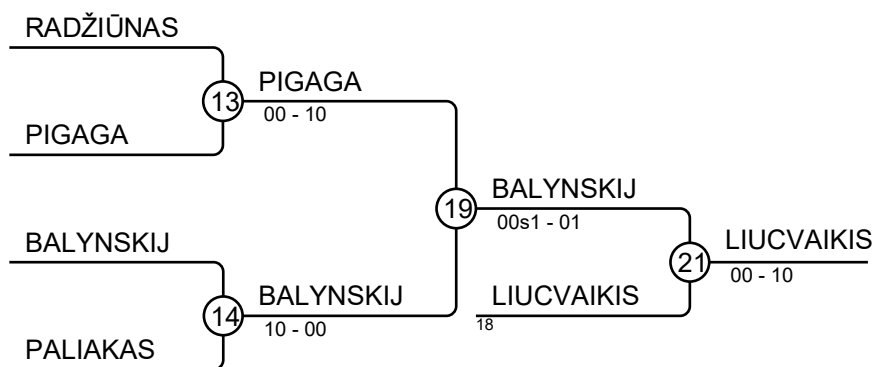 RADŽIŪNAS
13
PIGAGA
00 - 10
PIGAGA
19
BALYNSKIJ
00s1 - 01
BALYNSKIJ
21
LIUCVAIKIS
00 - 10
14
BALYNSKIJ
10 - 00
LIUCVAIKIS
18
PALIAKAS